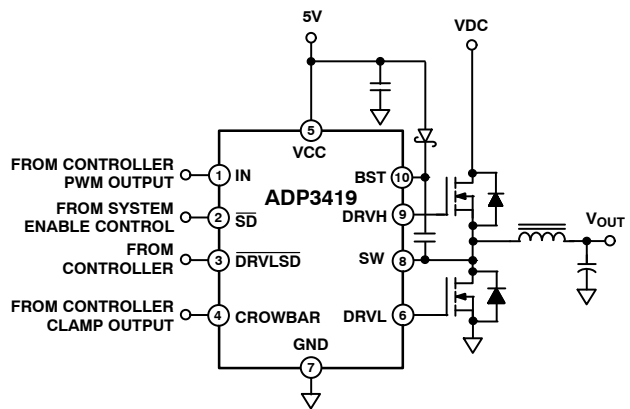 5V
VDC
5
VCC
FROM CONTROLLER
PWM OUTPUT
1
IN
ADP3419
BST
10
FROM SYSTEM
ENABLE CONTROL
2
SD
DRVH
9
VOUT
FROM
CONTROLLER
3
DRVLSD
SW
8
FROM CONTROLLER
CLAMP OUTPUT
4
CROWBAR
DRVL
6
GND
7